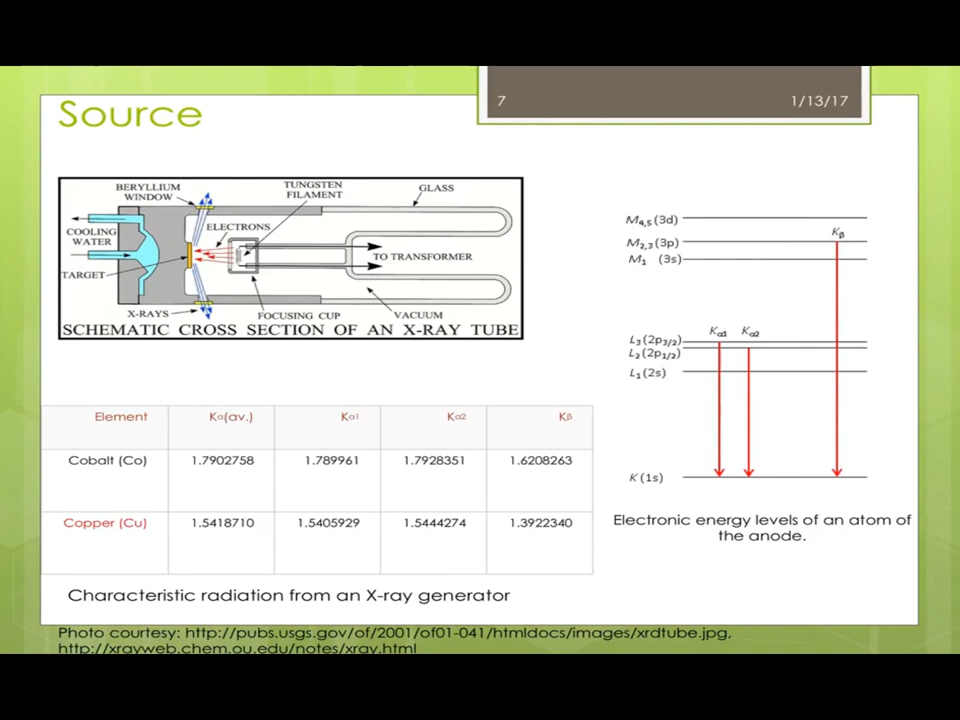 7
1/13/17
Source
BERYLLIUM
WINDOW
TUNGSTEN
FILAMENT
GLASS
ELECTRONS
COOLING
WATER
TO TRANSFORMER
TARGET
X-RAYS
FOCUSING CUP
VACUUM
SCHEMATIC CROSS SECTION OF AN X-RAY TUBE
M4,5 (3d)
Kβ
M2,3 (3p)
M1 (3s)
Kα1 Kα2
L3 (2p3/2)
L2 (2p1/2)
L1 (2s)
K (1s)
Electronic energy levels of an atom of
the anode.
Element Kα(av.) Kα1 Kα2 Kβ
Cobalt (Co) 1.7902758 1.789961 1.7928351 1.6208263
Copper (Cu) 1.5418710 1.5405929 1.5444274 1.3922340
Characteristic radiation from an X-ray generator
Photo courtesy: http://pubs.usgs.gov/of/2001/of01-041/htmldocs/images/xrdtube.jpg,
http://xrayweb.chem.ou.edu/notes/xray.html